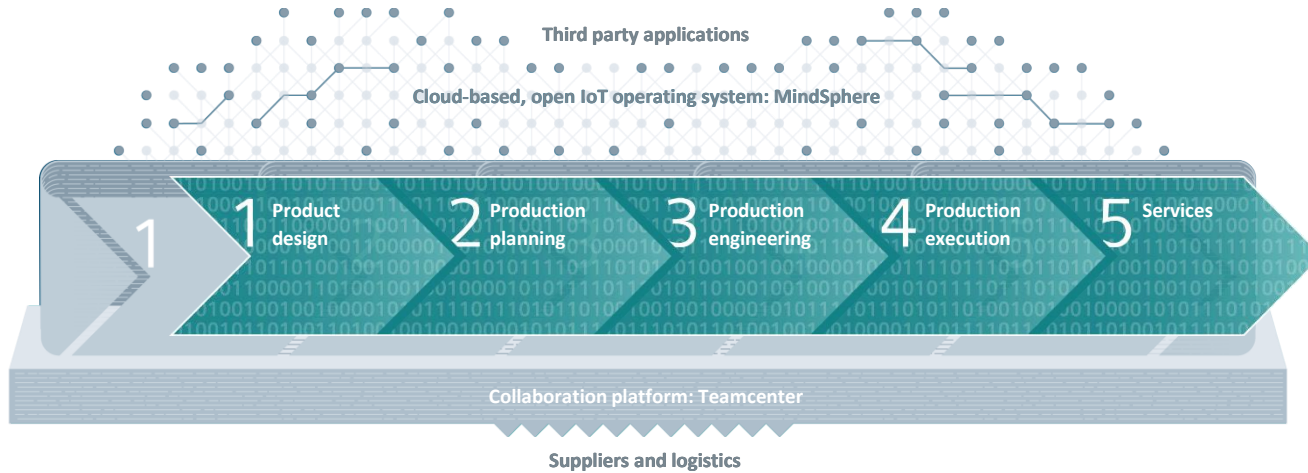 Third party applications
Cloud-based, open IoT operating system: MindSphere
1
1 Product
design
2 Production
planning
3 Production
engineering
4 Production
execution
5 Services
Collaboration platform: Teamcenter
Suppliers and logistics